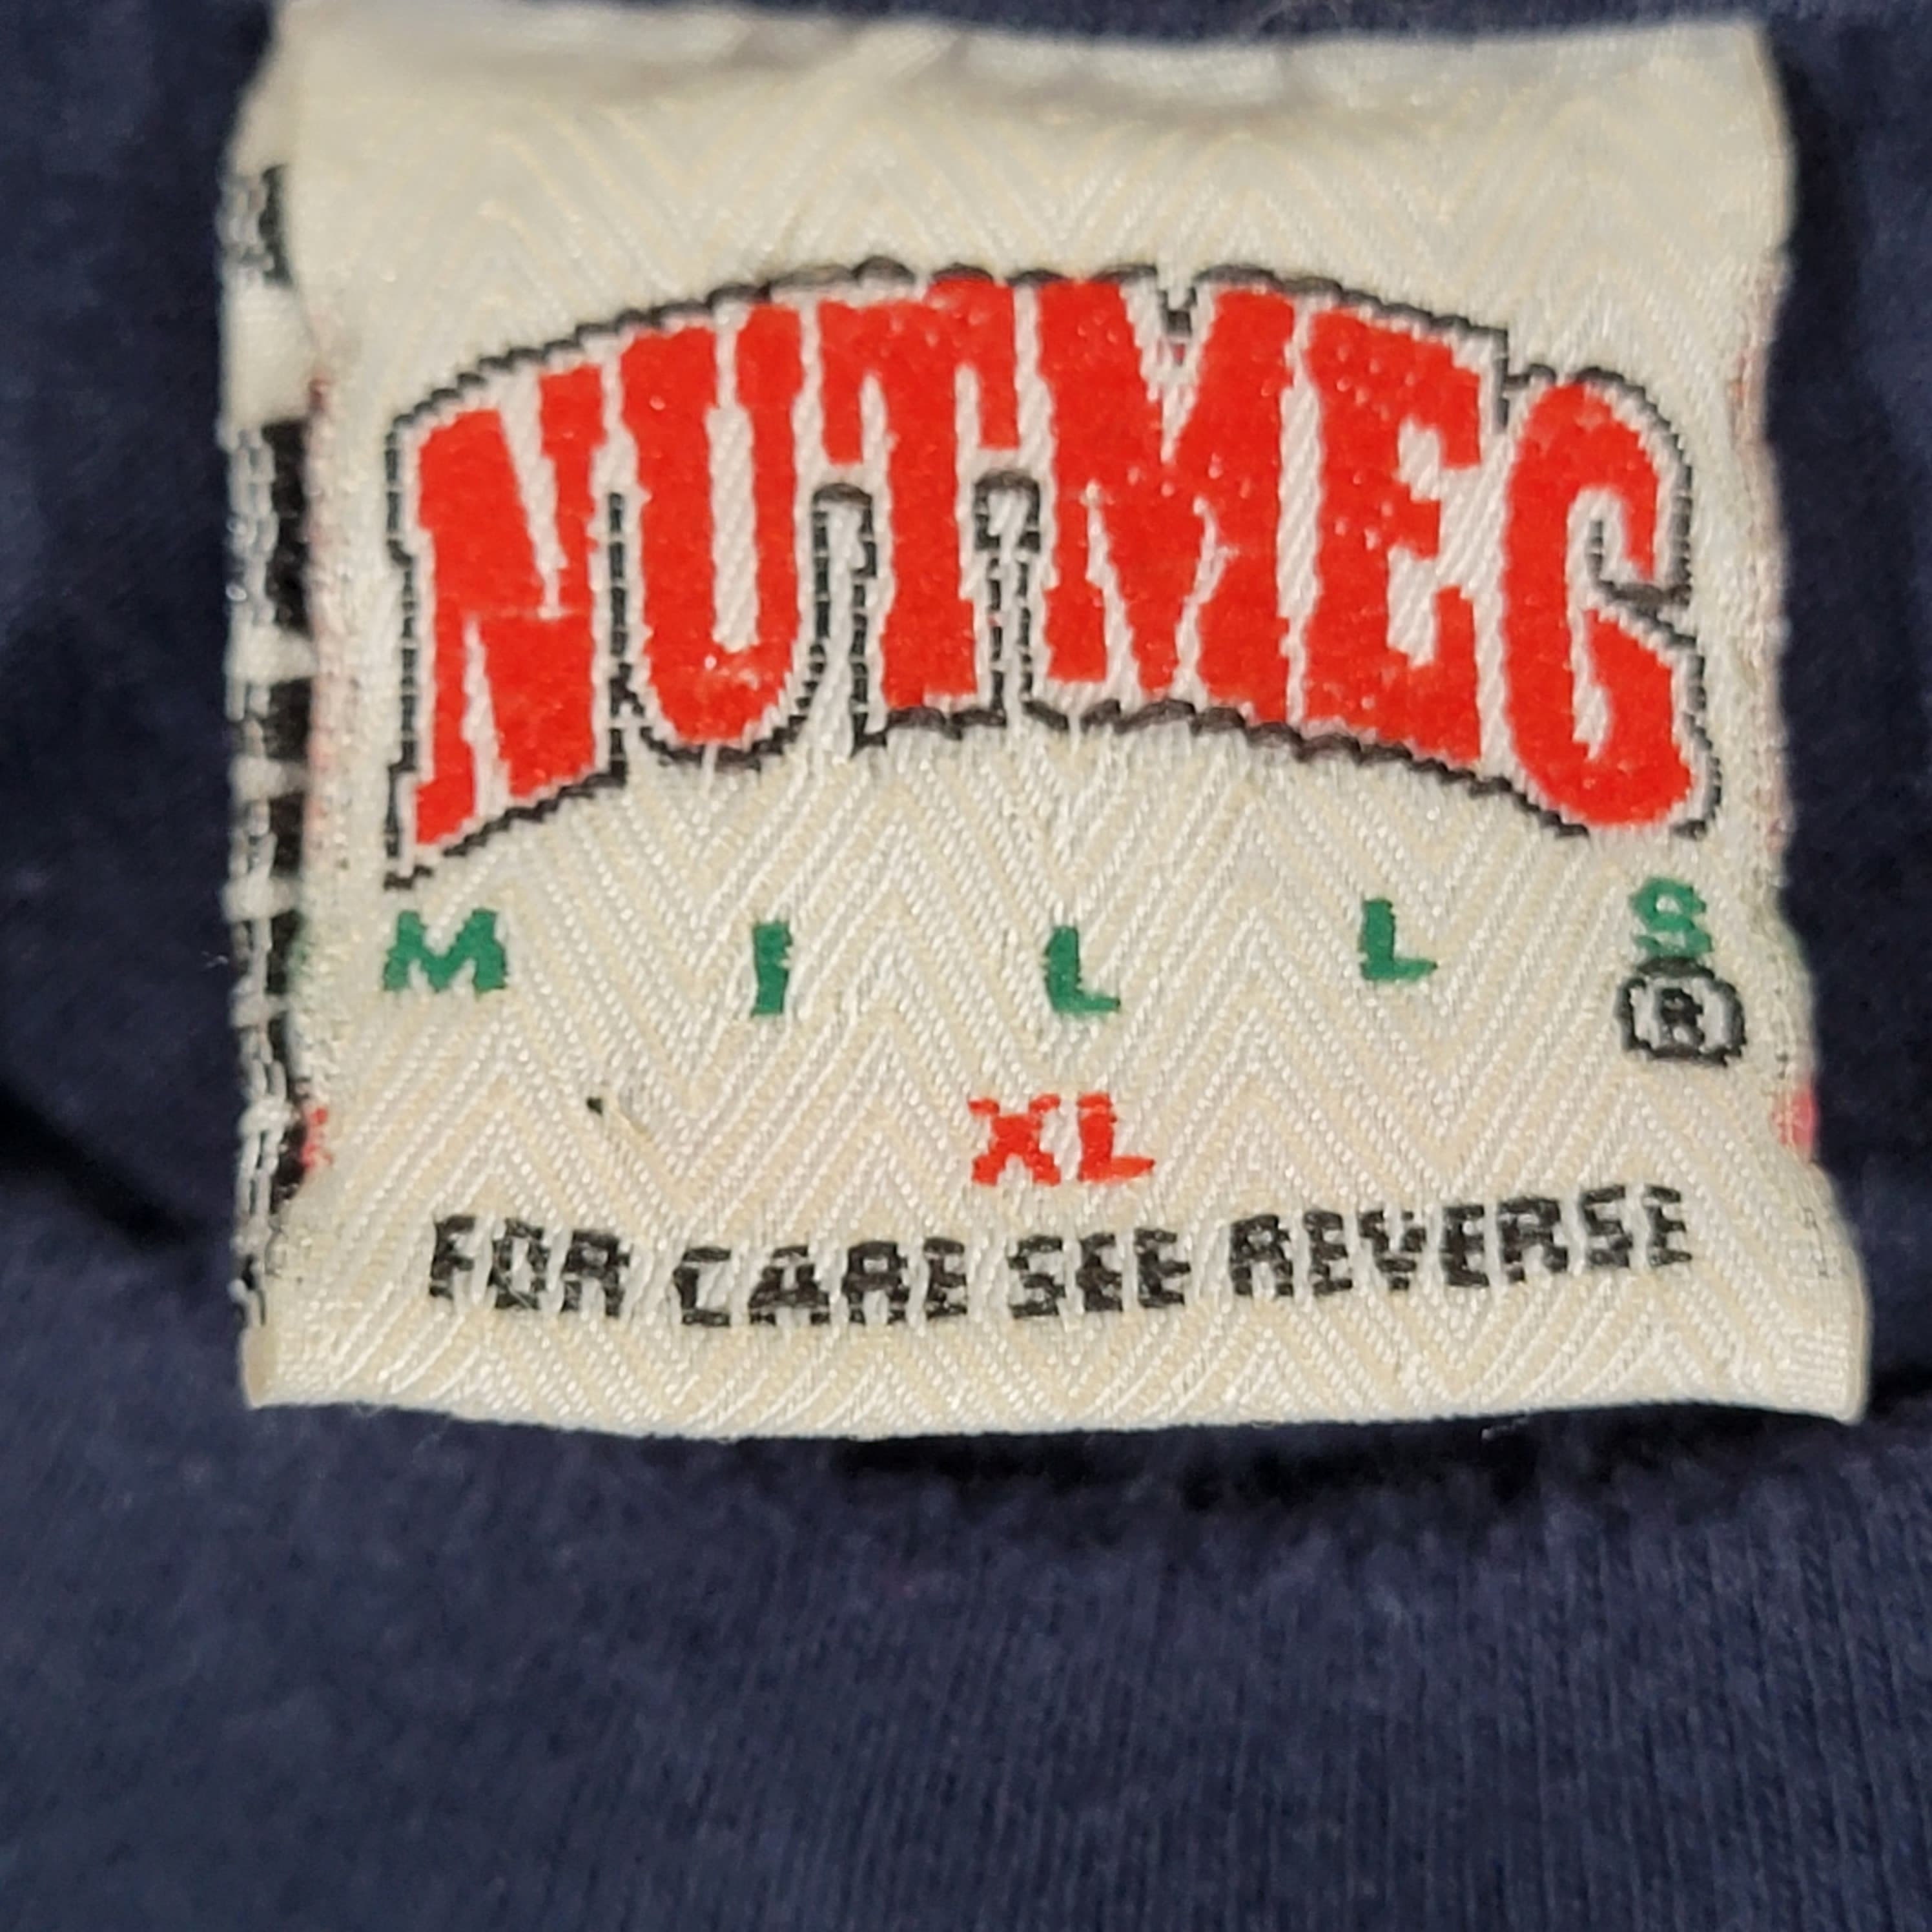 NUTMEG
MILLS
®
XL
FOR CARE SEE REVERSE